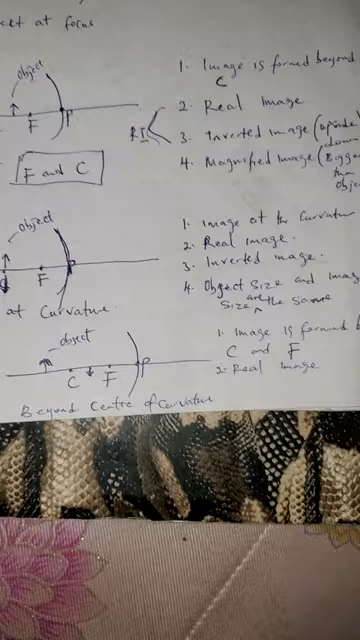 at focus
object
F
P
F and C
RI
1. Image is formed beyond
C
2. Real Image
3. Inverted Image (upside
down
4. Magnified Image (Bigger
than
obje
object
F
P
at Curvature
1. Image at the Curvature
2. Real image.
3. Inverted image.
4. Object Size and imag
Size are the same
object
C
F
P
Beyond Centre of Curvature
1. Image is formed b
C and F
2. Real image